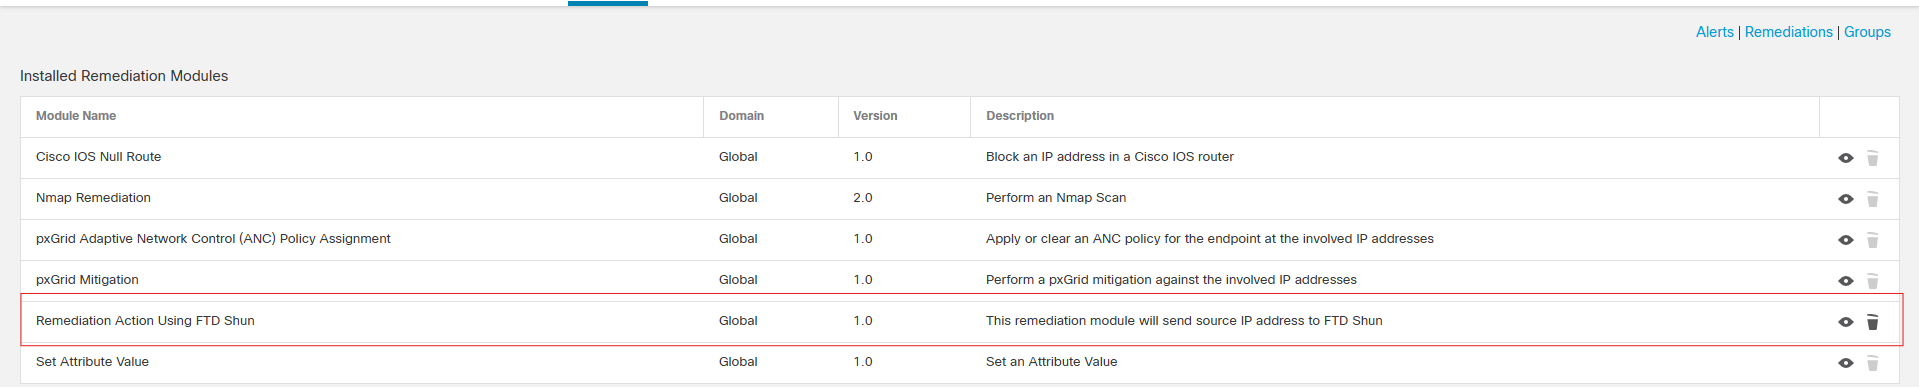 Alerts | Remediations | Groups
Installed Remediation Modules
Module Name Domain Version Description
Cisco IOS Null Route Global 1.0 Block an IP address in a Cisco IOS router
Nmap Remediation Global 2.0 Perform an Nmap Scan
pxGrid Adaptive Network Control (ANC) Policy Assignment Global 1.0 Apply or clear an ANC policy for the endpoint at the involved IP addresses
pxGrid Mitigation Global 1.0 Perform a pxGrid mitigation against the involved IP addresses
Remediation Action Using FTD Shun Global 1.0 This remediation module will send source IP address to FTD Shun
Set Attribute Value Global 1.0 Set an Attribute Value